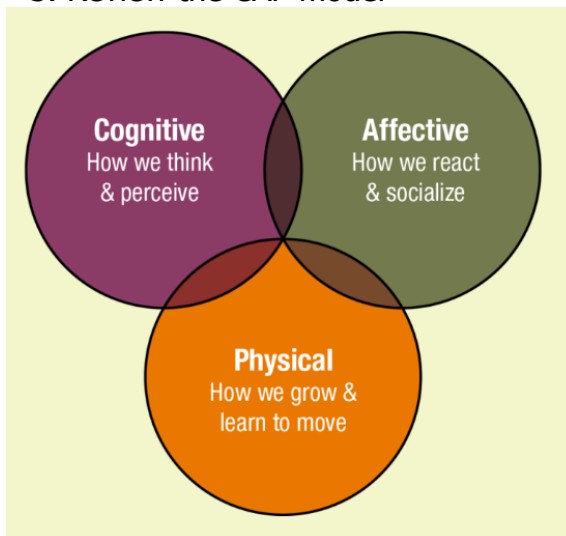 Cognitive
How we think
& perceive
Affective
How we react
& socialize
Physical
How we grow &
learn to move